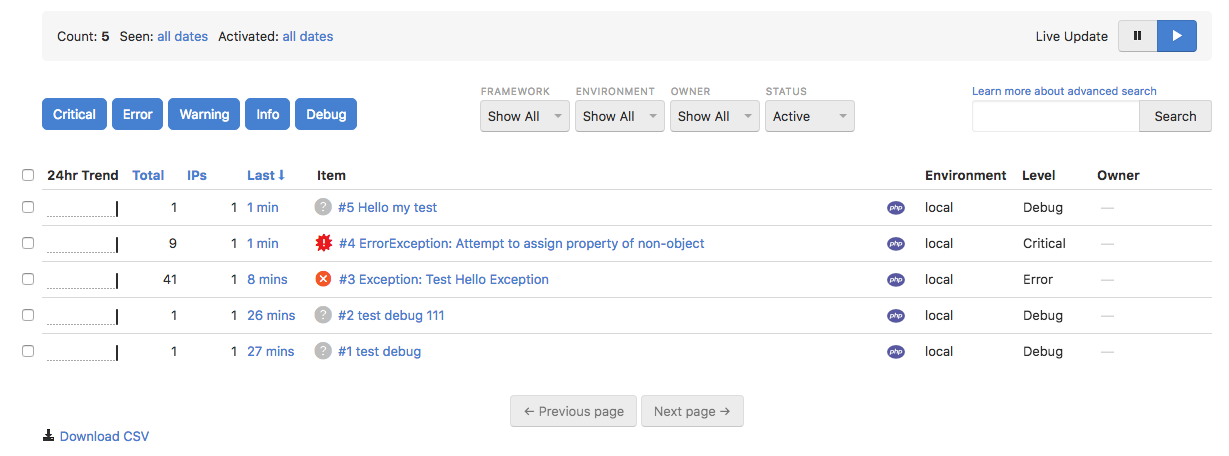 Count: 5 Seen: all dates Activated: all dates Live Update
FRAMEWORK ENVIRONMENT OWNER STATUS Learn more about advanced search
Critical Error Warning Info Debug Show All Show All Show All Active Search
24hr Trend Total IPs Last ↓ Item Environment Level Owner
1 1 1 min ? #5 Hello my test php local Debug —
9 1 1 min ! #4 ErrorException: Attempt to assign property of non-object php local Critical —
41 1 8 mins #3 Exception: Test Hello Exception php local Error —
1 1 26 mins ? #2 test debug 111 php local Debug —
1 1 27 mins ? #1 test debug php local Debug —
← Previous page Next page →
Download CSV